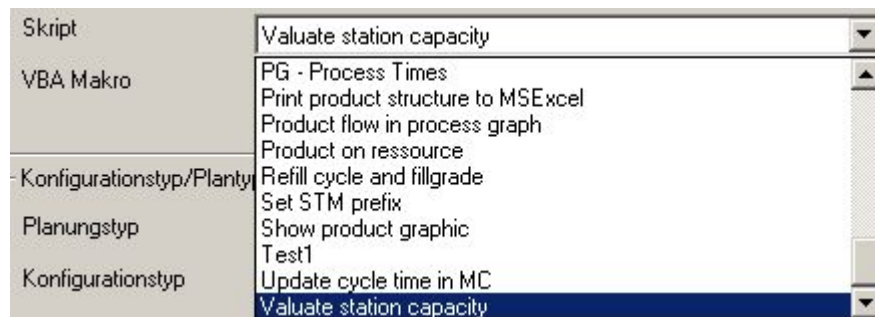 Skript
Valuate station capacity
VBA Makro
PG - Process Times
Print product structure to MSExcel
Product flow in process graph
Product on ressource
Konfigurationstyp/Planty
Refill cycle and fillgrade
Set STM prefix
Planungstyp
Show product graphic
Test1
Konfigurationstyp
Update cycle time in MC
Valuate station capacity